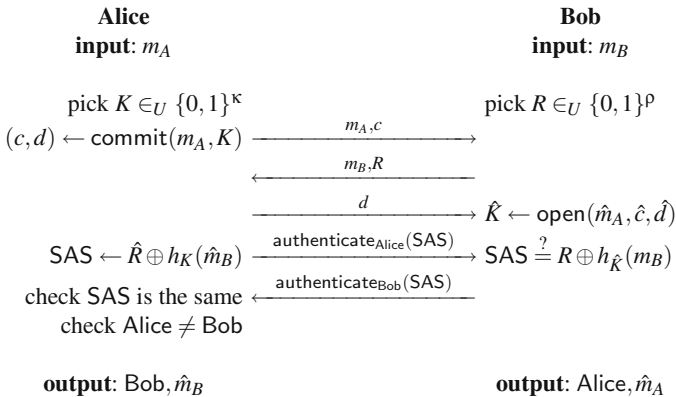 Alice Bob
input: m_A input: m_B
pick K ∈_U {0,1}^κ pick R ∈_U {0,1}^ρ
(c,d) ← commit(m_A,K) m_A,c
m_B,R
d K̂ ← open(m̂_A,ĉ,d̂)
SAS ← R̂ ⊕ h_K(m̂_B) authenticate_Alice(SAS) SAS ≟ R ⊕ h_K̂(m_B)
check SAS is the same authenticate_Bob(SAS)
check Alice ≠ Bob
output: Bob,m̂_B output: Alice,m̂_A